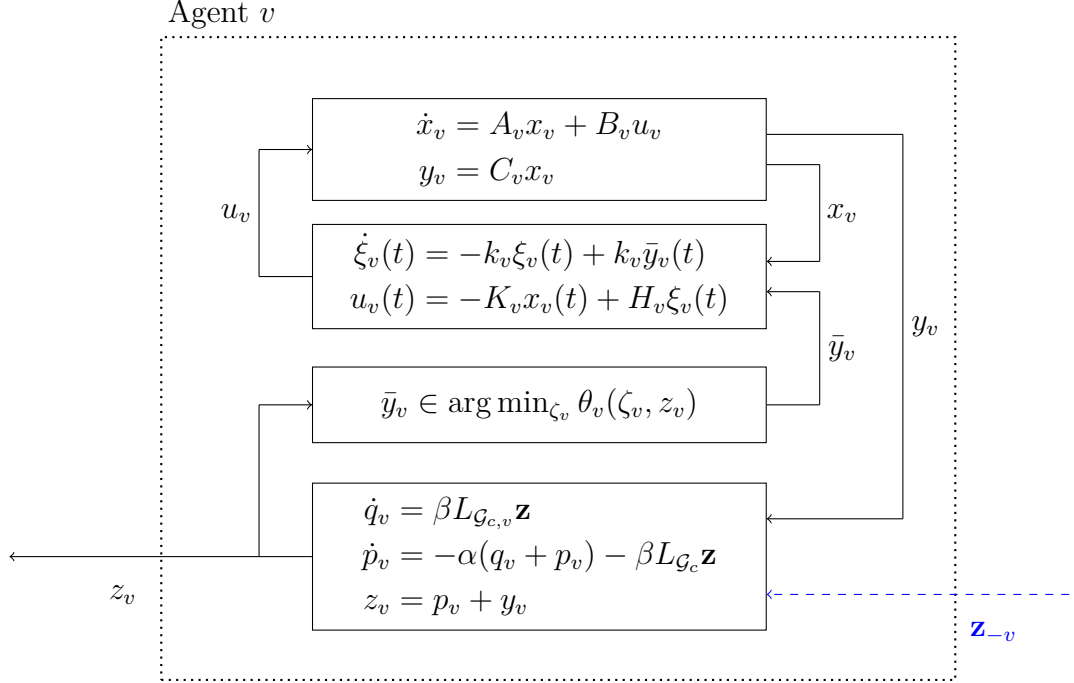 Agent v
ẋ_v = A_v x_v + B_v u_v
y_v = C_v x_v
u_v
x_v
ξ̇_v(t) = −k_v ξ_v(t) + k_v ȳ_v(t)
u_v(t) = −K_v x_v(t) + H_v ξ_v(t)
y_v
ȳ_v
ȳ_v ∈ arg min_{ζ_v} θ_v(ζ_v, z_v)
q̇_v = βL_{𝒢_{c,v}} 𝐳
ṗ_v = −α(q_v + p_v) − βL_{𝒢_c} 𝐳
z_v = p_v + y_v
z_v
𝐳_{−v}